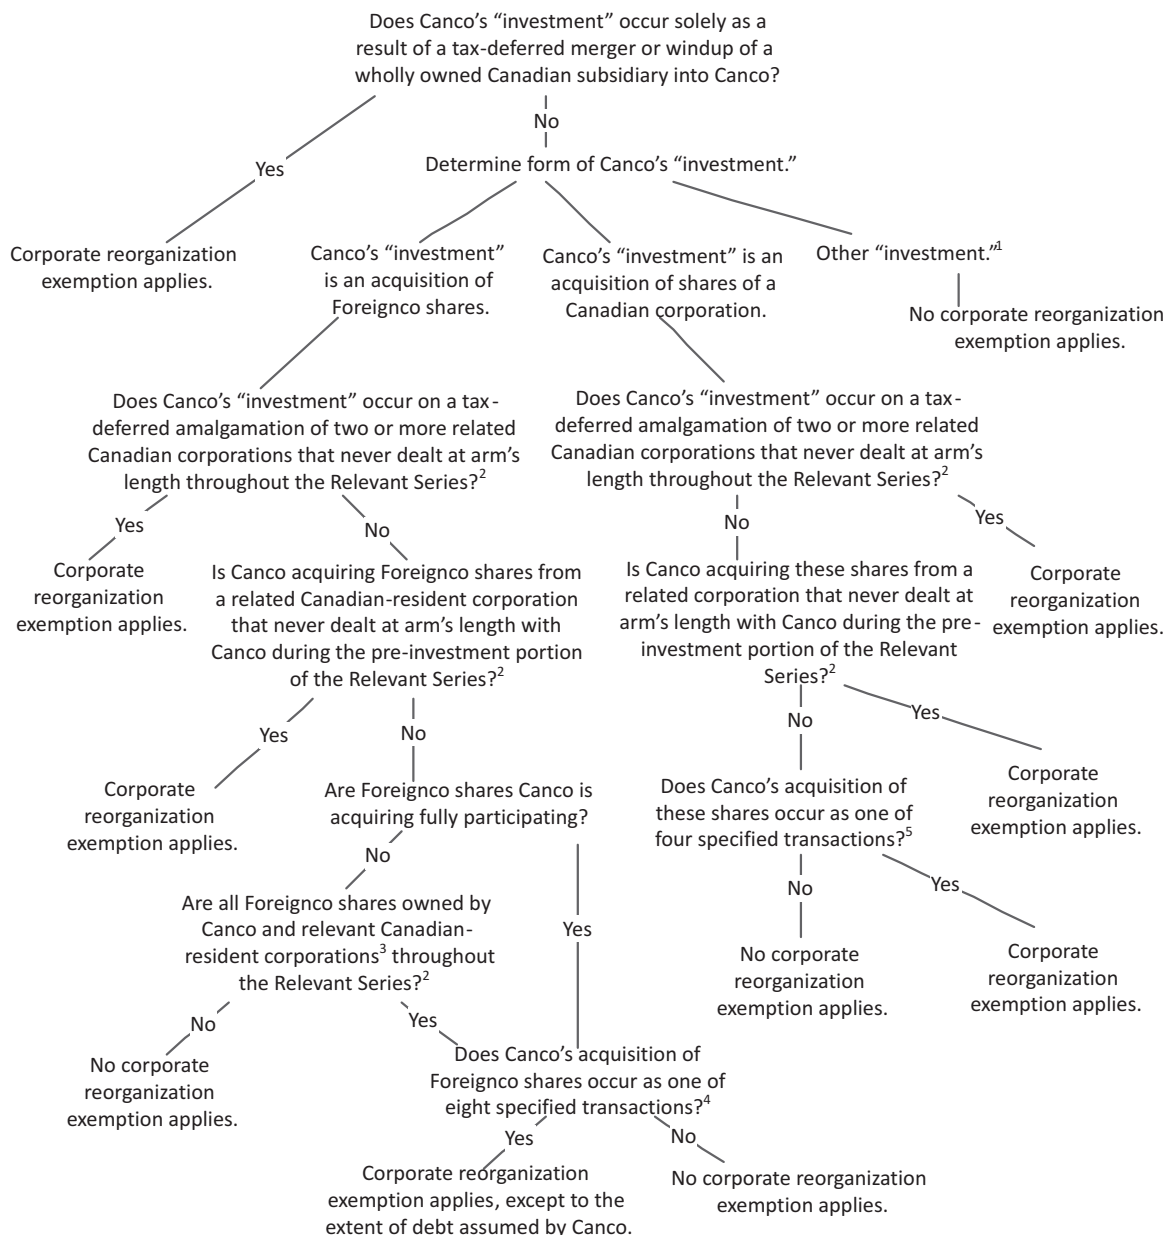 Does Canco’s “investment” occur solely as a
result of a tax-deferred merger or windup of a
wholly owned Canadian subsidiary into Canco?
No
Yes
Determine form of Canco’s “investment.”
Corporate reorganization
exemption applies.
Canco’s “investment”
is an acquisition of
Foreignco shares.
Canco’s “investment” is an
acquisition of shares of a
Canadian corporation.
Other “investment.”1
No corporate reorganization
exemption applies.
Does Canco’s “investment” occur on a tax-
deferred amalgamation of two or more related
Canadian corporations that never dealt at arm’s
length throughout the Relevant Series?2
Does Canco’s “investment” occur on a tax-
deferred amalgamation of two or more related
Canadian corporations that never dealt at arm’s
length throughout the Relevant Series?2
Yes
No
No
Yes
Corporate
reorganization
exemption applies.
Is Canco acquiring Foreignco shares from
a related Canadian-resident corporation
that never dealt at arm’s length with
Canco during the pre-investment portion
of the Relevant Series?2
Is Canco acquiring these shares from a
related corporation that never dealt at
arm’s length with Canco during the pre-
investment portion of the Relevant
Series?2
Corporate
reorganization
exemption applies.
Yes
No
No
Yes
Corporate
reorganization
exemption applies.
Are Foreignco shares Canco is
acquiring fully participating?
Does Canco’s acquisition of
these shares occur as one of
four specified transactions?5
Corporate
reorganization
exemption applies.
No
Yes
No
Yes
Are all Foreignco shares owned by
Canco and relevant Canadian-
resident corporations3 throughout
the Relevant Series?2
No corporate
reorganization
exemption applies.
Corporate
reorganization
exemption applies.
No
Yes
No corporate
reorganization
exemption applies.
Does Canco’s acquisition of
Foreignco shares occur as one of
eight specified transactions?4
Yes
No
Corporate reorganization
exemption applies, except to the
extent of debt assumed by Canco.
No corporate reorganization
exemption applies.